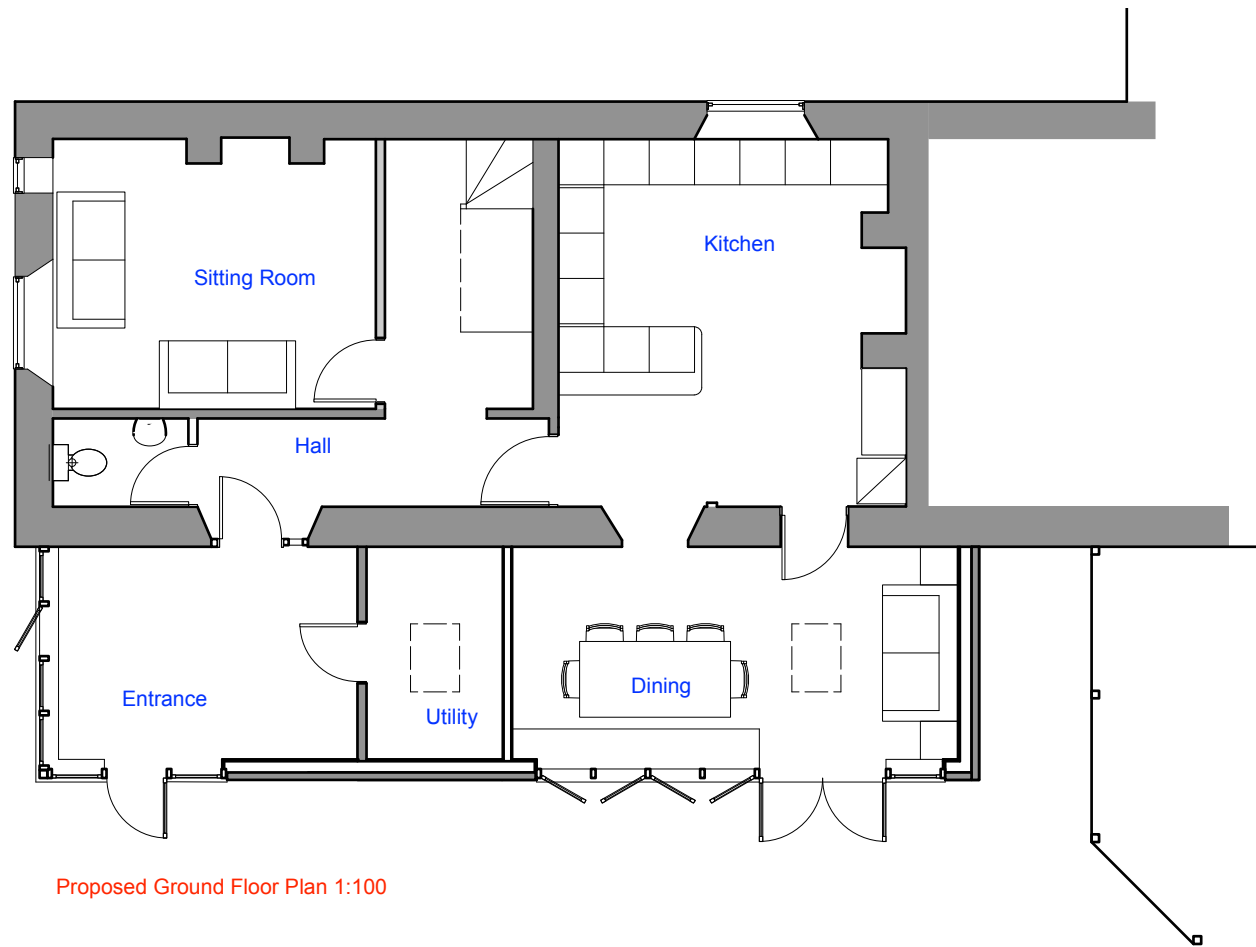 Kitchen
Sitting Room
Hall
Entrance
Utility
Dining
Proposed Ground Floor Plan 1:100